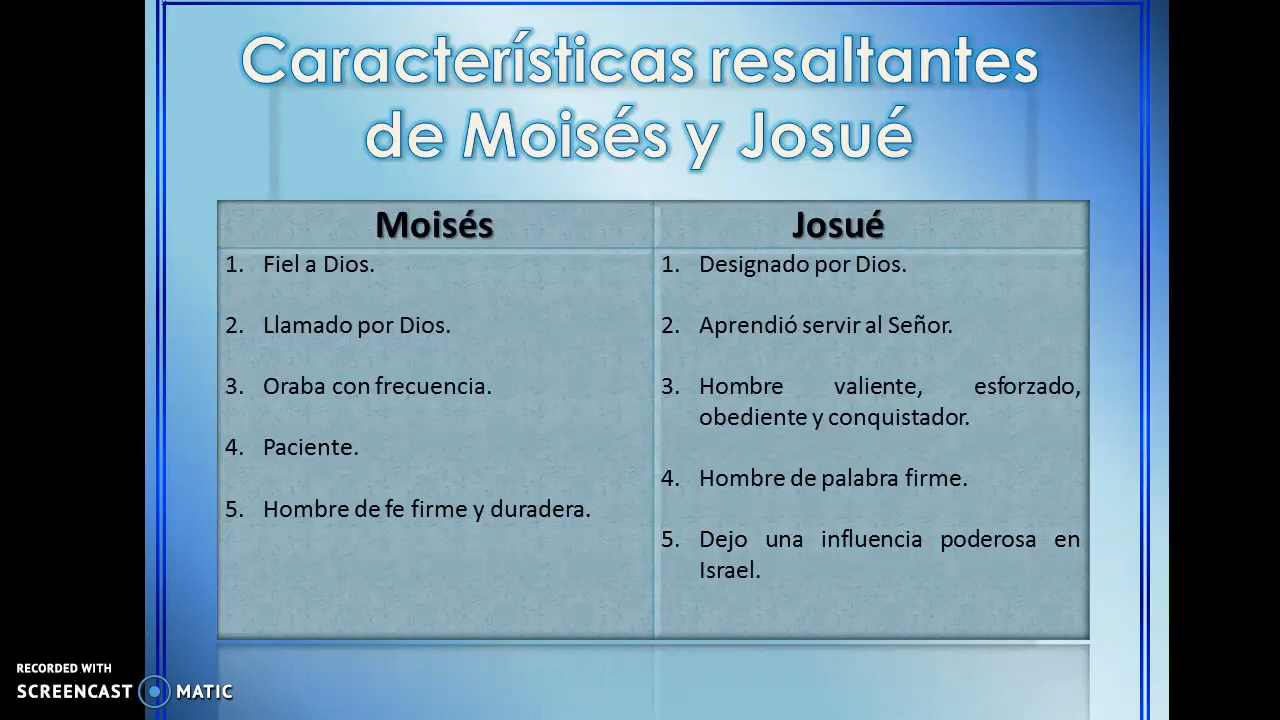 Características resaltantes
de Moisés y Josué
Moisés
1. Fiel a Dios.
2. Llamado por Dios.
3. Oraba con frecuencia.
4. Paciente.
5. Hombre de fe firme y duradera.
Josué
1. Designado por Dios.
2. Aprendió servir al Señor.
3. Hombre valiente, esforzado,
obediente y conquistador.
4. Hombre de palabra firme.
5. Dejo una influencia poderosa en
Israel.
RECORDED WITH
SCREENCAST MATIC